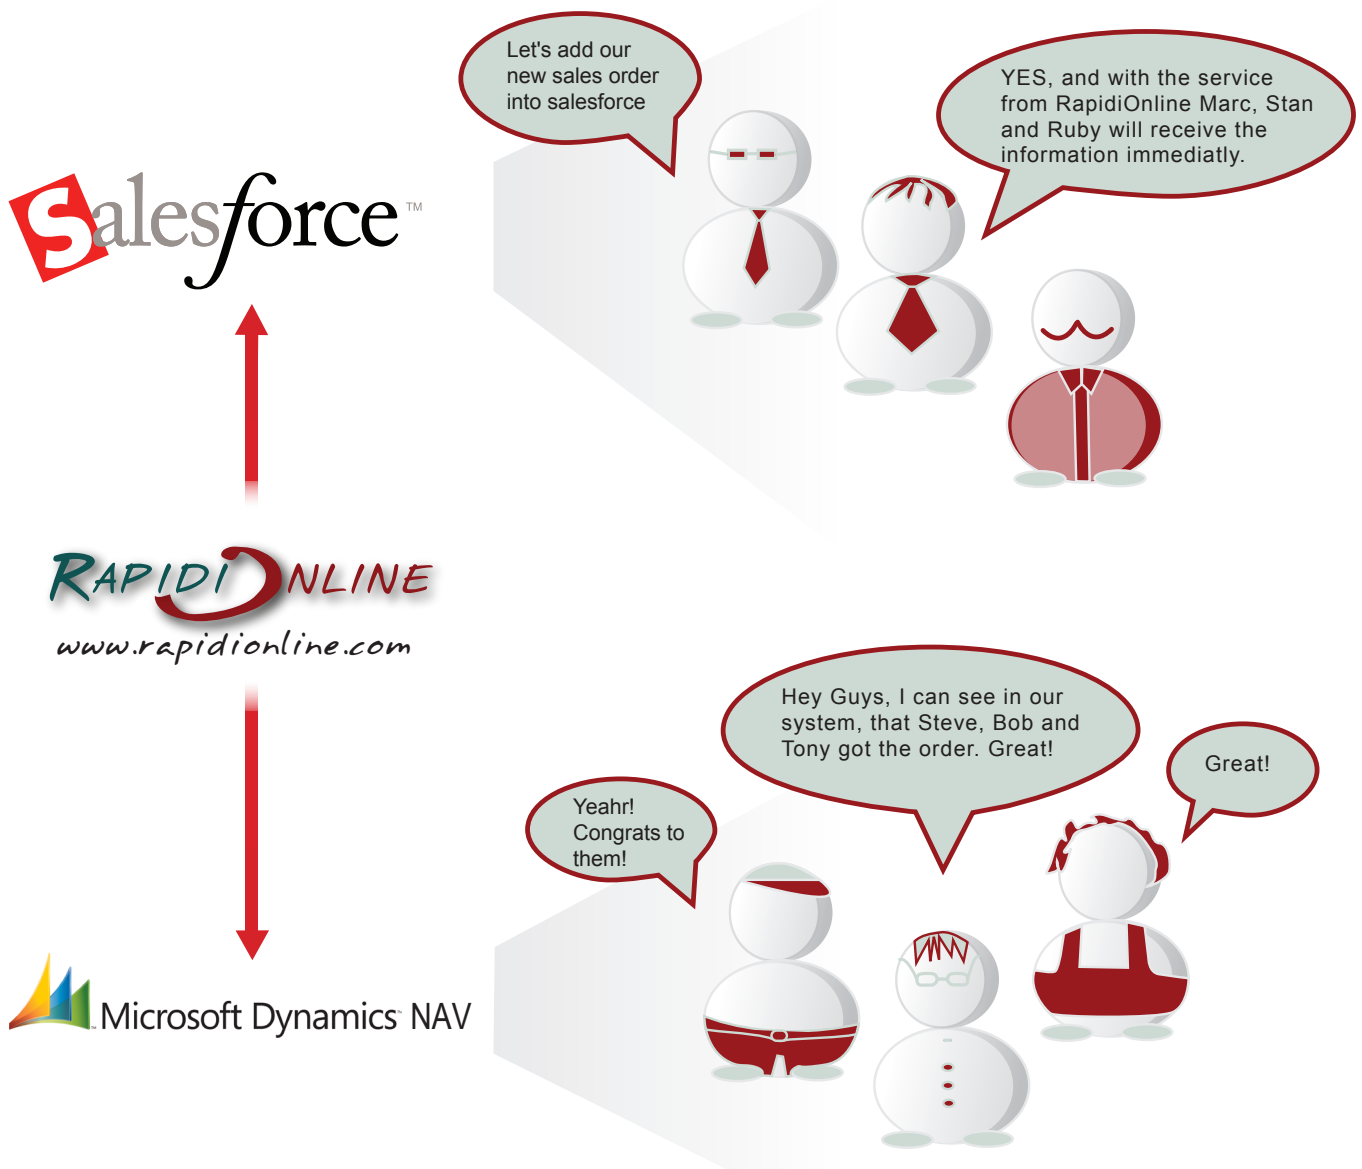 Let's add our
new sales order
into salesforce
YES, and with the service
from RapidiOnline Marc, Stan
and Ruby will receive the
information immediatly.
salesforce™
RAPIDIONLINE
www.rapidionline.com
Hey Guys, I can see in our
system, that Steve, Bob and
Tony got the order. Great!
Great!
Yeahr!
Congrats to
them!
Microsoft Dynamics NAV